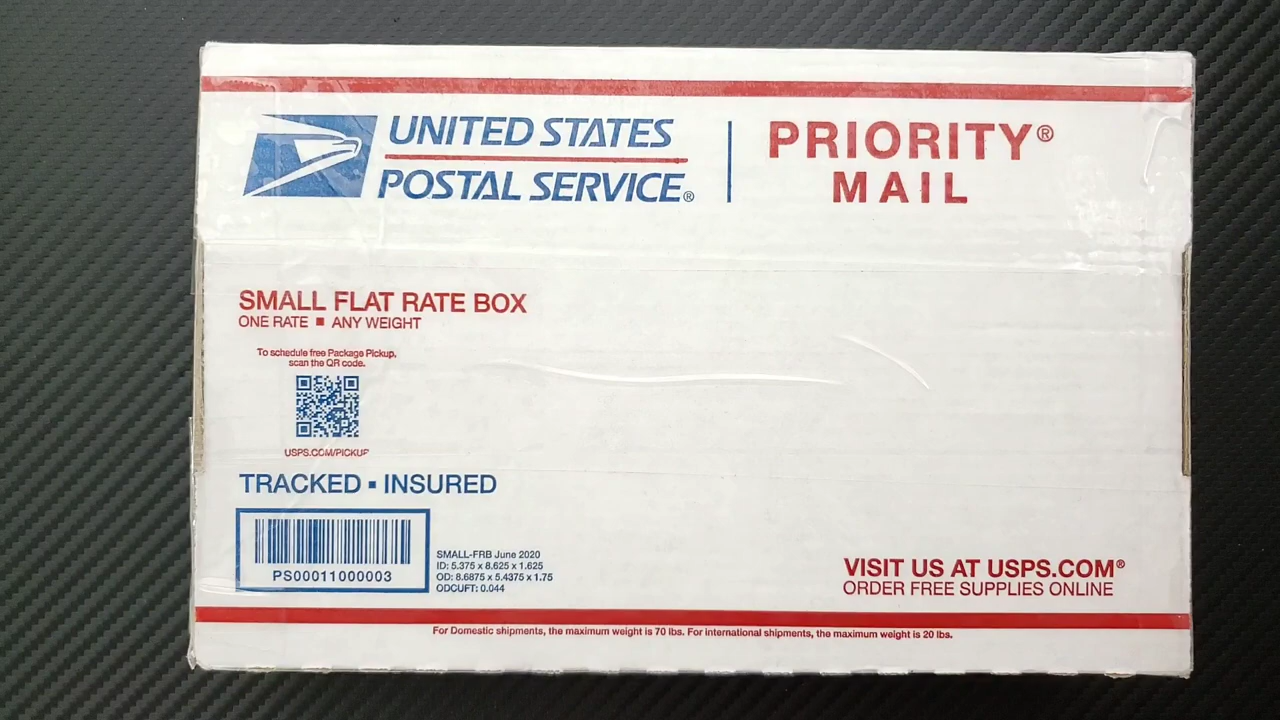 UNITED STATES
POSTAL SERVICE®
PRIORITY®
MAIL
SMALL FLAT RATE BOX
ONE RATE ■ ANY WEIGHT
To schedule free Package Pickup,
scan the QR code.
USPS.COM/PICKUP
TRACKED ▪ INSURED
PS00011000003
SMALL-FRB June 2020
ID: 5.375 x 8.625 x 1.625
OD: 8.6875 x 5.4375 x 1.75
ODCUFT: 0.044
VISIT US AT USPS.COM®
ORDER FREE SUPPLIES ONLINE
For Domestic shipments, the maximum weight is 70 lbs. For international shipments, the maximum weight is 20 lbs.